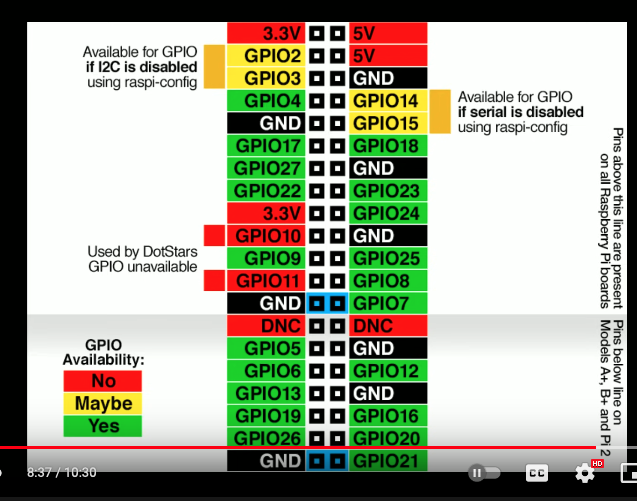 3.3V 5V
Available for GPIO
if I2C is disabled
using raspi-config
GPIO2 5V
GPIO3 GND
GPIO4 GPIO14
GND GPIO15
Available for GPIO
if serial is disabled
using raspi-config
GPIO17 GPIO18
GPIO27 GND
GPIO22 GPIO23
3.3V GPIO24
GPIO10 GND
Used by DotStars
GPIO unavailable
GPIO9 GPIO25
GPIO11 GPIO8
GND GPIO7
Pins above this line are present
on all Raspberry Pi boards
DNC DNC
GPIO5 GND
GPIO6 GPIO12
GPIO13 GND
GPIO19 GPIO16
GPIO26 GPIO20
GND GPIO21
Pins below line on
Models A+, B+ and Pi 2
GPIO
Availability:
No
Maybe
Yes
8:37 / 10:30
CC
HD